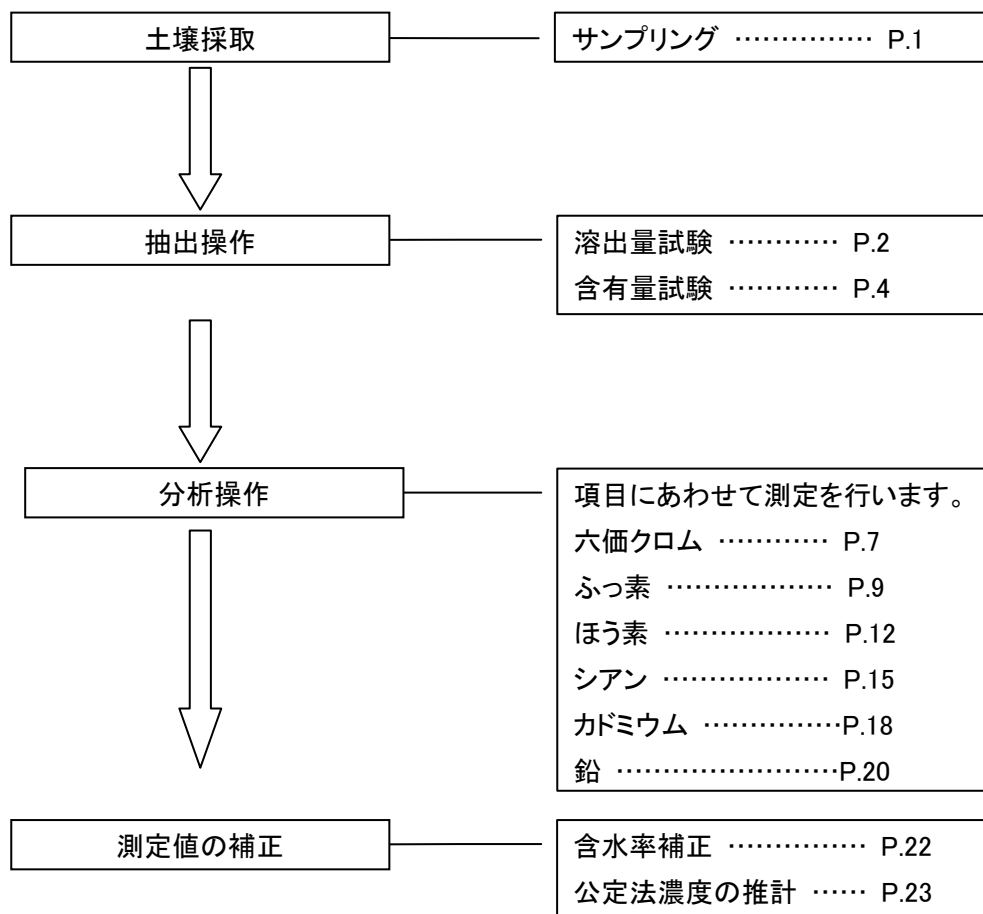 土壌採取
サンプリング …………… P.1
抽出操作
溶出量試験 ………… P.2
含有量試験 ………… P.4
分析操作
項目にあわせて測定を行います。
六価クロム ………… P.7
ふっ素 ……………… P.9
ほう素 ……………… P.12
シアン ……………… P.15
カドミウム ……………P.18
鉛 ……………………P.20
測定値の補正
含水率補正 …………… P.22
公定法濃度の推計 …… P.23